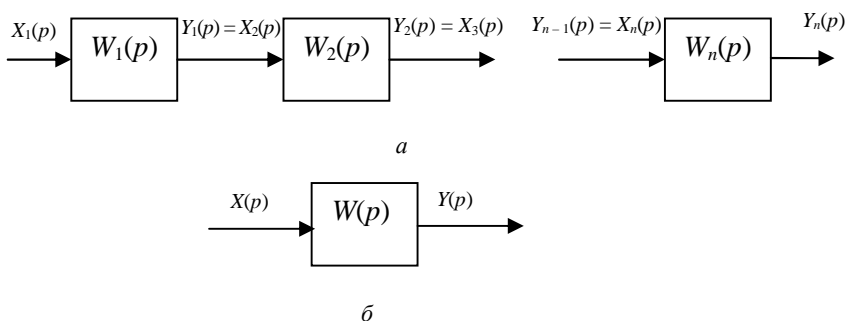 X₁(p) Y₁(p) = X₂(p) Y₂(p) = X₃(p) Yₙ₋₁(p) = Xₙ(p) Yₙ(p)
W₁(p) W₂(p) Wₙ(p)
а
X(p) W(p) Y(p)
б